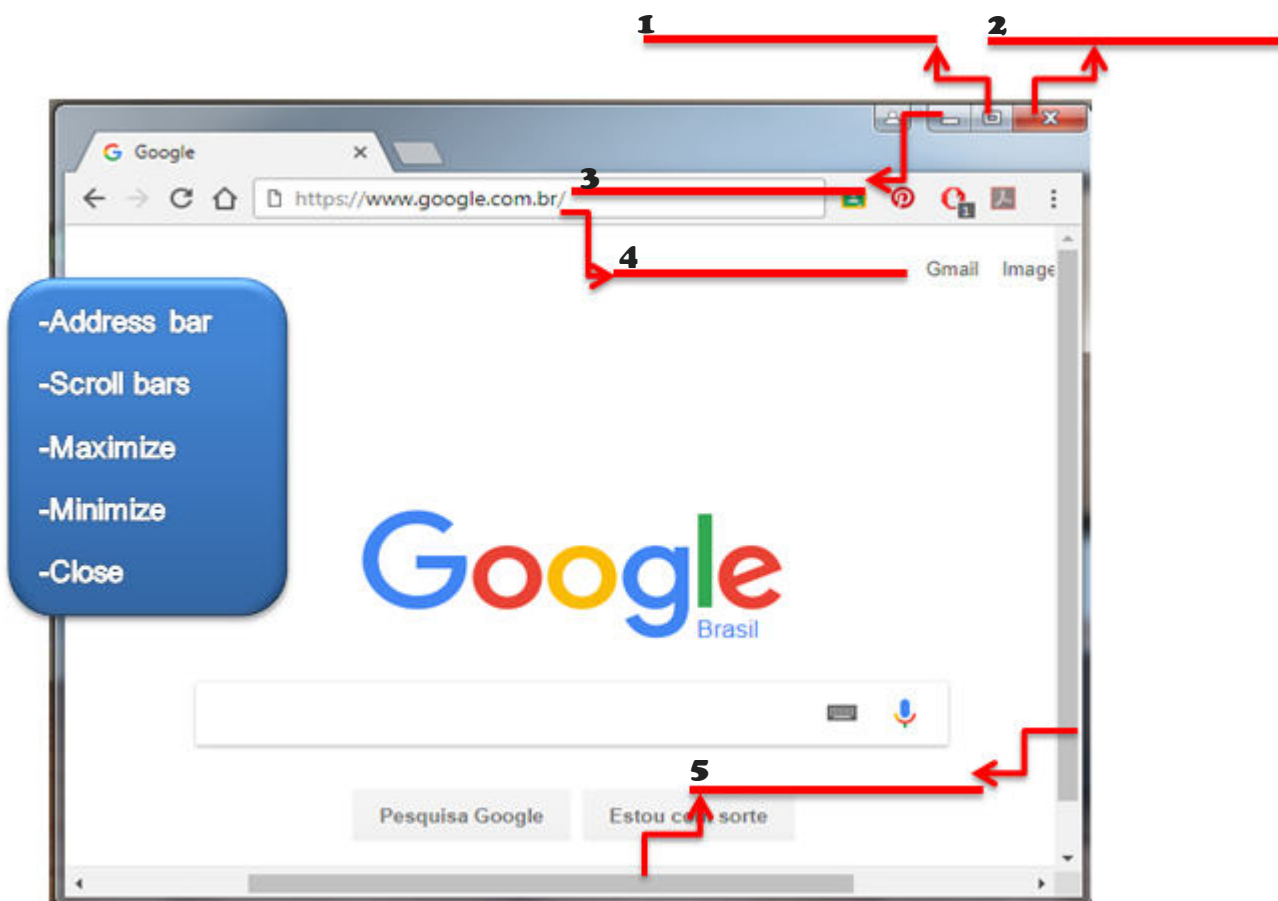 1
2
Google
3
https://www.google.com.br/
4
Gmail Image
-Address bar
-Scroll bars
-Maximize
-Minimize
-Close
Google
Brasil
5
Pesquisa Google
Estou sorte